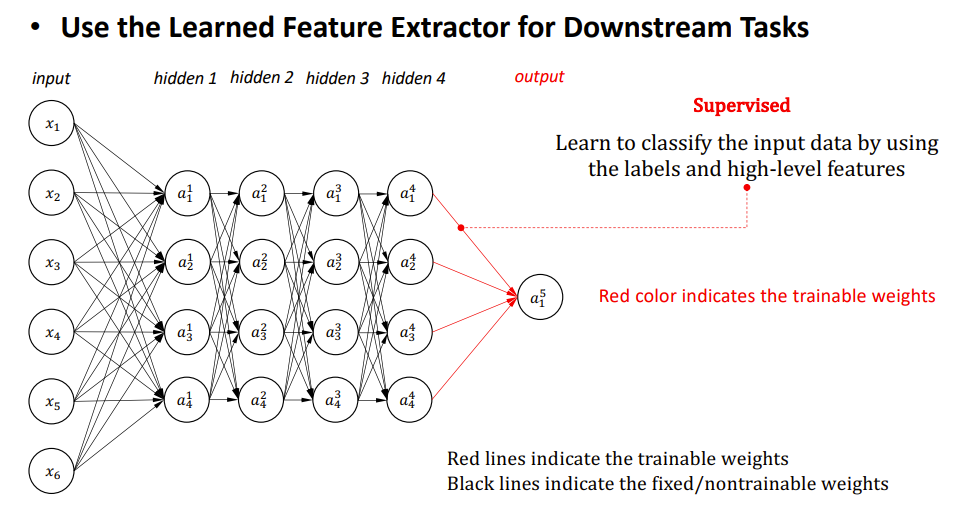 • Use the Learned Feature Extractor for Downstream Tasks
input hidden 1 hidden 2 hidden 3 hidden 4 output
Supervised
Learn to classify the input data by using
the labels and high-level features
x₁
x₂ a₁¹ a₁² a₁³ a₁⁴
x₃ a₂¹ a₂² a₂³ a₂⁴
a₁⁵ Red color indicates the trainable weights
x₄ a₃¹ a₃² a₃³ a₃⁴
x₅ a₄¹ a₄² a₄³ a₄⁴
x₆
Red lines indicate the trainable weights
Black lines indicate the fixed/nontrainable weights